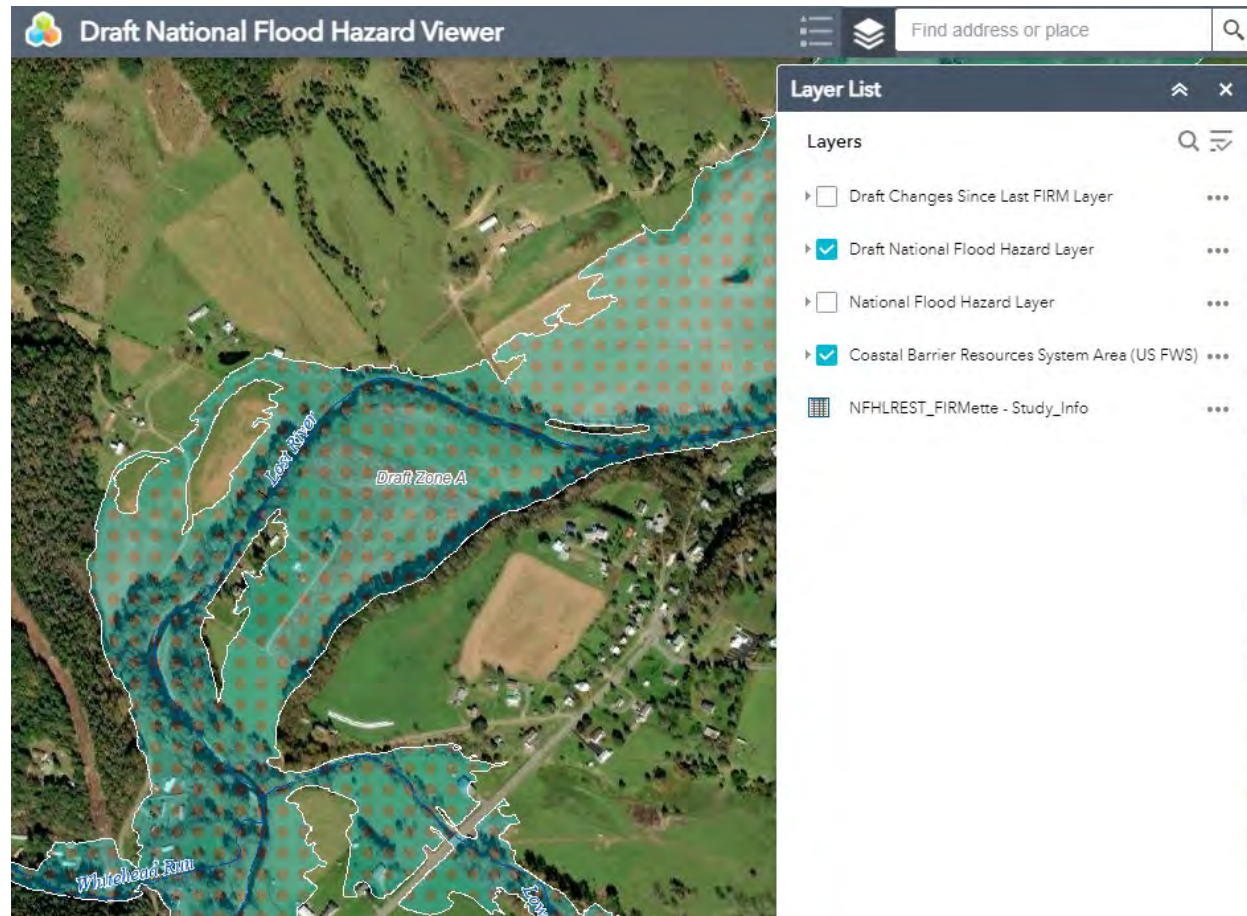 Draft National Flood Hazard Viewer
Find address or place
Layer List
Layers
Draft Changes Since Last FIRM Layer
Draft National Flood Hazard Layer
National Flood Hazard Layer
Coastal Barrier Resources System Area (US FWS)
NFHLREST_FIRMette - Study_Info
Lost River
Draft Zone A
Whitehead Run